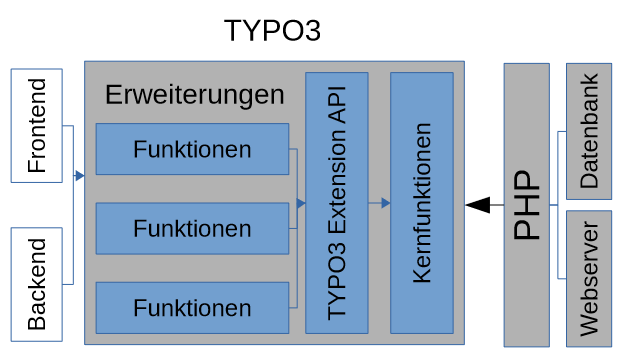 TYPO3
Frontend
Backend
Erweiterungen
Funktionen
Funktionen
Funktionen
TYPO3 Extension API
Kernfunktionen
PHP
Datenbank
Webserver